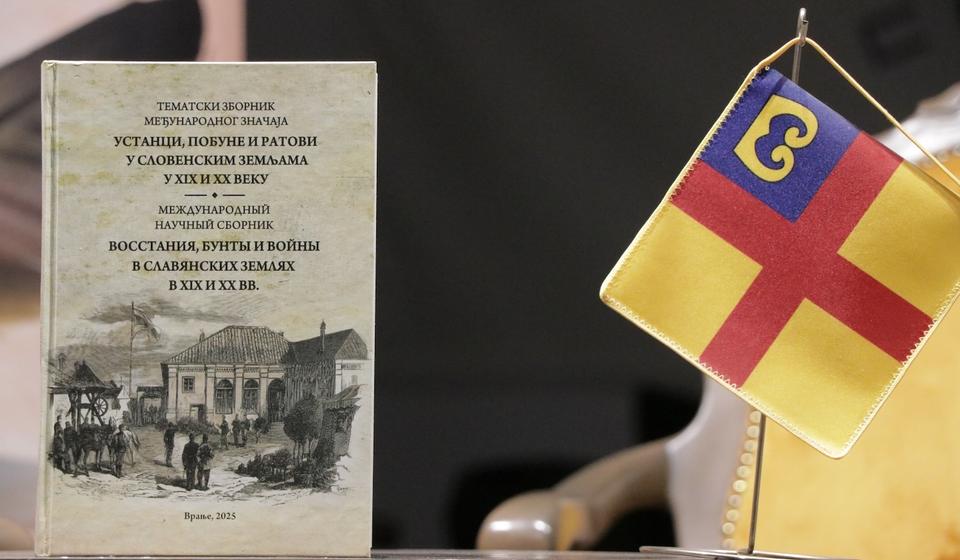 ТЕМАТСКИ ЗБОРНИК
МЕЂУНАРОДНОГ ЗНАЧАЈА
УСТАНЦИ, ПОБУНЕ И РАТОВИ
У СЛОВЕНСКИМ ЗЕМЉАМА
У XIX И XX ВЕКУ
МЕЖДУНАРОДНЫЙ
НАУЧНЫЙ СБОРНИК
ВОССТАНИЯ, БУНТЫ И ВОЙНЫ
В СЛАВЯНСКИХ ЗЕМЛЯХ
В XIX И XX ВВ.
Врање, 2025